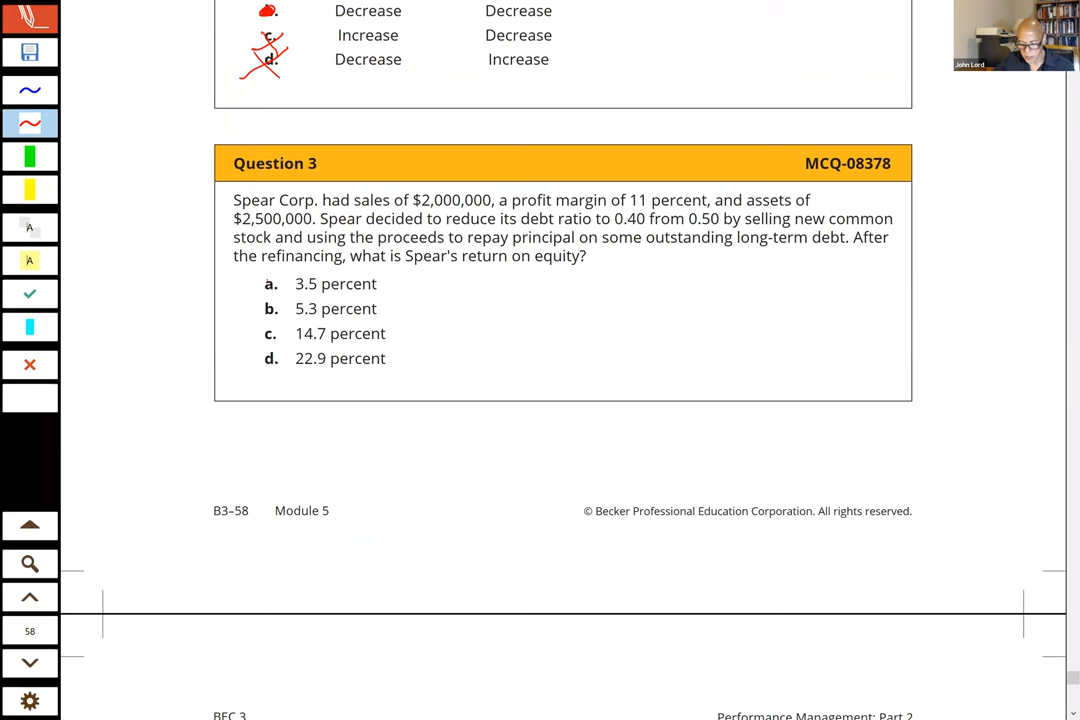 b. Decrease Decrease
c. Increase Decrease
d. Decrease Increase
John Lord
Question 3 MCQ-08378
Spear Corp. had sales of $2,000,000, a profit margin of 11 percent, and assets of
$2,500,000. Spear decided to reduce its debt ratio to 0.40 from 0.50 by selling new common
stock and using the proceeds to repay principal on some outstanding long-term debt. After
the refinancing, what is Spear's return on equity?
a. 3.5 percent
b. 5.3 percent
c. 14.7 percent
d. 22.9 percent
B3–58 Module 5 © Becker Professional Education Corporation. All rights reserved.
A
A
58
BEC 3 Performance Management: Part 2